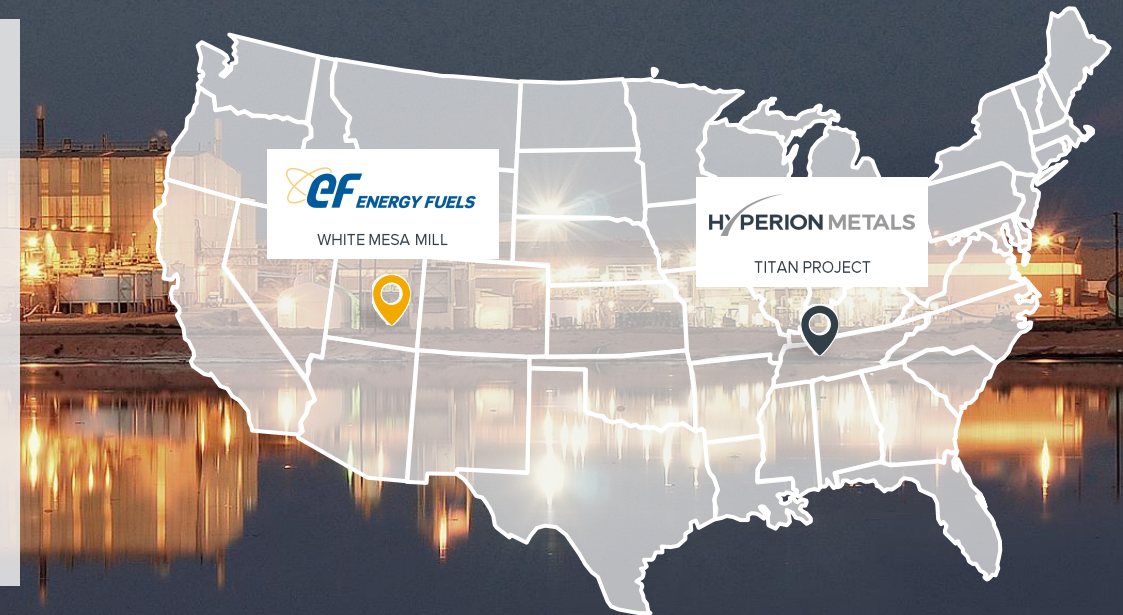 eF ENERGY FUELS
WHITE MESA MILL
HYPERION METALS
TITAN PROJECT